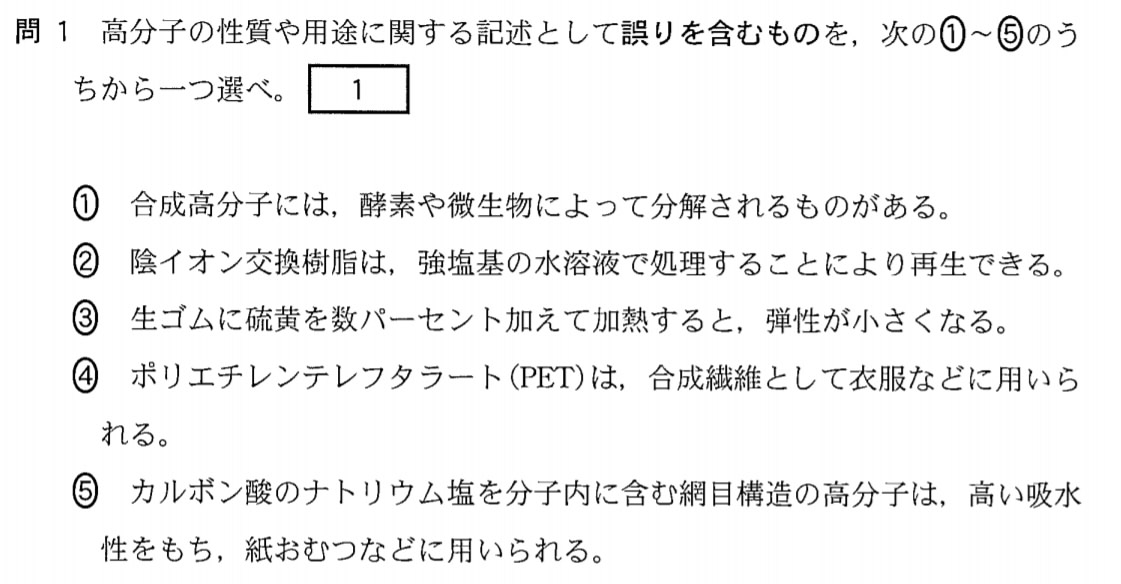 問 1 高分子の性質や用途に関する記述として誤りを含むものを，次の①～⑤のう
ちから一つ選べ。 1
① 合成高分子には，酵素や微生物によって分解されるものがある。
② 陰イオン交換樹脂は，強塩基の水溶液で処理することにより再生できる。
③ 生ゴムに硫黄を数パーセント加えて加熱すると，弾性が小さくなる。
④ ポリエチレンテレフタラート(PET)は，合成繊維として衣服などに用いら
れる。
⑤ カルボン酸のナトリウム塩を分子内に含む網目構造の高分子は，高い吸水
性をもち，紙おむつなどに用いられる。